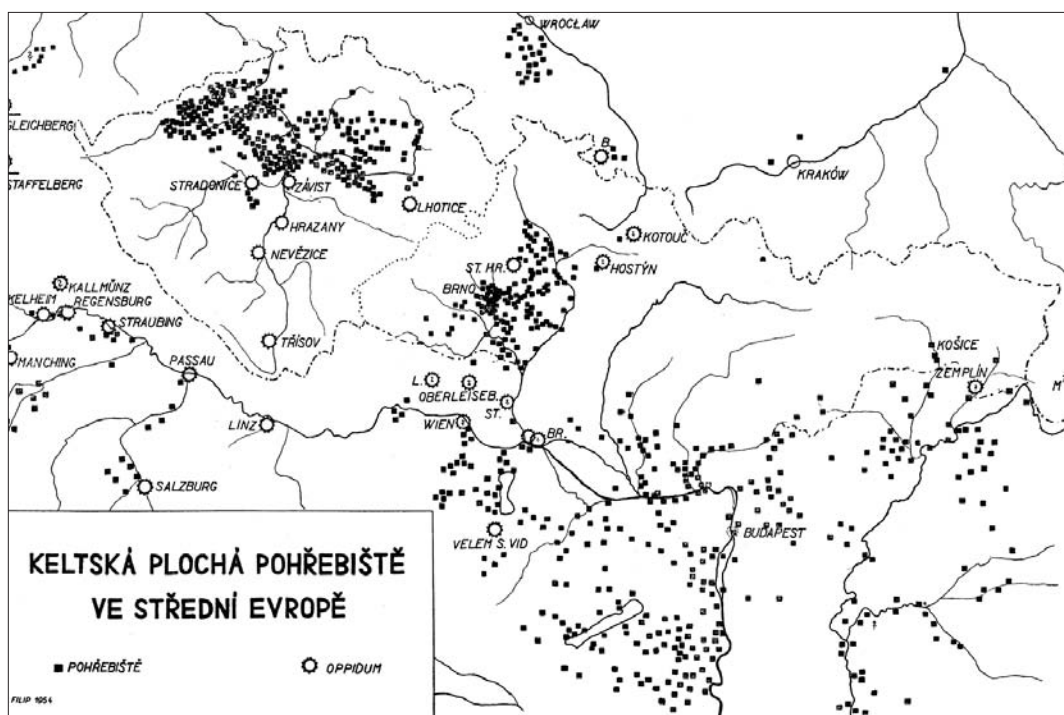 WROCŁAW
GLEICHBERG
B.
KRAKÓW
STAFFELBERG
STRADONICE
ZÁVIST
LHOTICE
HRAZANY
KOTOUČ
NEVĚZICE
ST. HR.
HOSTÝN
KALLMÜNZ
BRNO
KELHEIM
REGENSBURG
STRAUBING
TŘÍSOV
KOŠICE
MANCHING
PASSAU
ZEMPLÍN
M
L.
OBERLEISEB.
ST.
LINZ
WIEN
BR.
SALZBURG
VELEM S. VID
BUDAPEST
KELTSKÁ PLOCHÁ POHŘEBIŠTĚ
VE STŘEDNÍ EVROPĚ
POHŘEBIŠTĚ
OPPIDUM
FILIP 1954